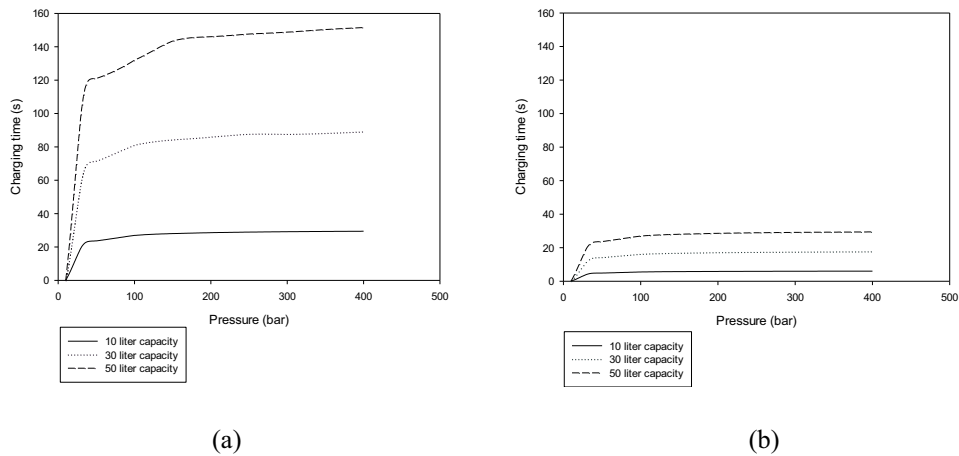 160
140
120
100
80
60
40
20
0
Charging time (s)
0 100 200 300 400 500
Pressure (bar)
10 liter capacity
30 liter capacity
50 liter capacity
(a)
160
140
120
100
80
60
40
20
0
Charging time (s)
0 100 200 300 400 500
Pressure (bar)
10 liter capacity
30 liter capacity
50 liter capacity
(b)